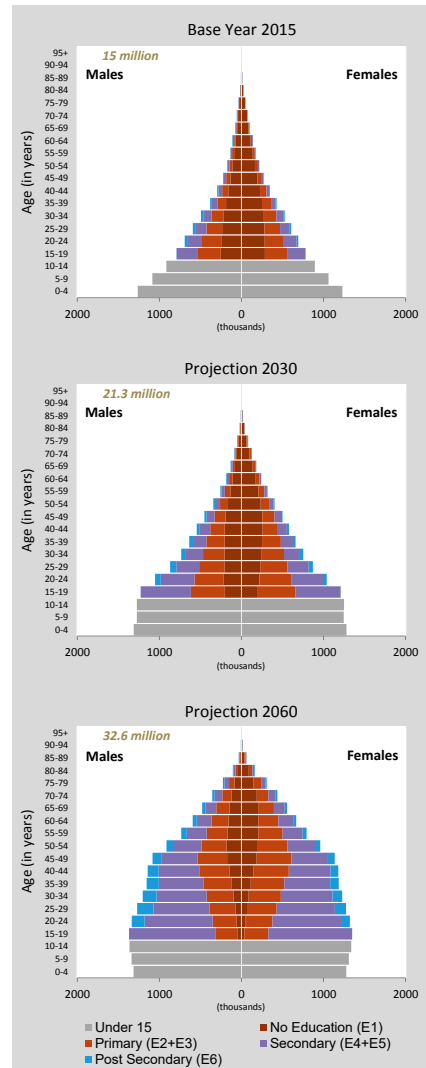 Base Year 2015
15 million
Males Females
Age (in years)
95+
90-94
85-89
80-84
75-79
70-74
65-69
60-64
55-59
50-54
45-49
40-44
35-39
30-34
25-29
20-24
15-19
10-14
5-9
0-4
2000 1000 0 1000 2000
(thousands)
Projection 2030
21.3 million
Males Females
Age (in years)
95+
90-94
85-89
80-84
75-79
70-74
65-69
60-64
55-59
50-54
45-49
40-44
35-39
30-34
25-29
20-24
15-19
10-14
5-9
0-4
2000 1000 0 1000 2000
(thousands)
Projection 2060
32.6 million
Males Females
Age (in years)
95+
90-94
85-89
80-84
75-79
70-74
65-69
60-64
55-59
50-54
45-49
40-44
35-39
30-34
25-29
20-24
15-19
10-14
5-9
0-4
2000 1000 0 1000 2000
(thousands)
Under 15 No Education (E1)
Primary (E2+E3) Secondary (E4+E5)
Post Secondary (E6)